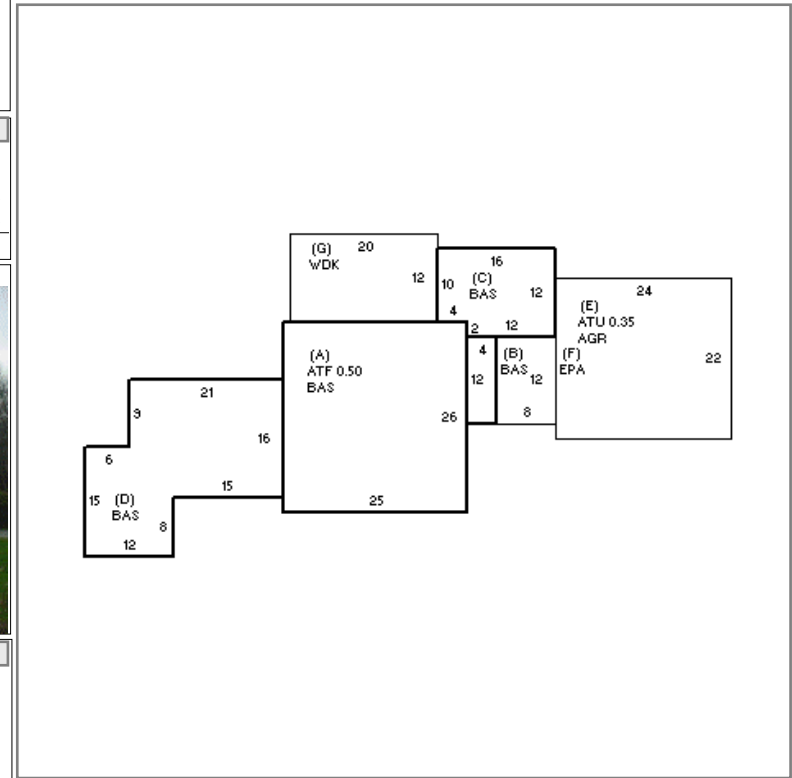 (G) 20
WDK
12
16
10 (C)
BAS 12
4
2 12
24
(E)
ATU 0.35
AGR
22
(A)
ATF 0.50
BAS
26
25
4 (B)
BAS
12 12
8
(F)
EPA
21
9
16
6
15
15 (D)
BAS
8
12